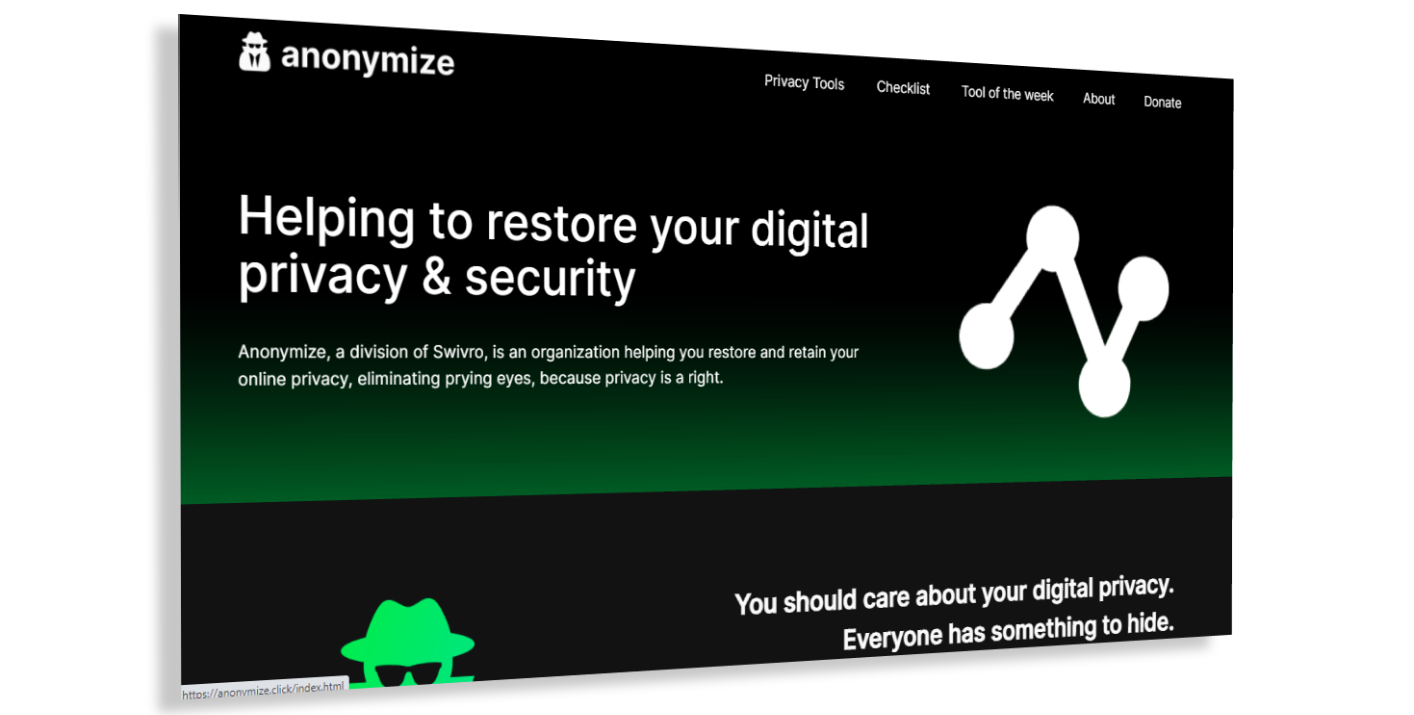 anonymize
Privacy Tools Checklist Tool of the week About Donate
Helping to restore your digital
privacy & security
Anonymize, a division of Swivro, is an organization helping you restore and retain your
online privacy, eliminating prying eyes, because privacy is a right.
You should care about your digital privacy.
Everyone has something to hide.
https://anonymize.click/index.html